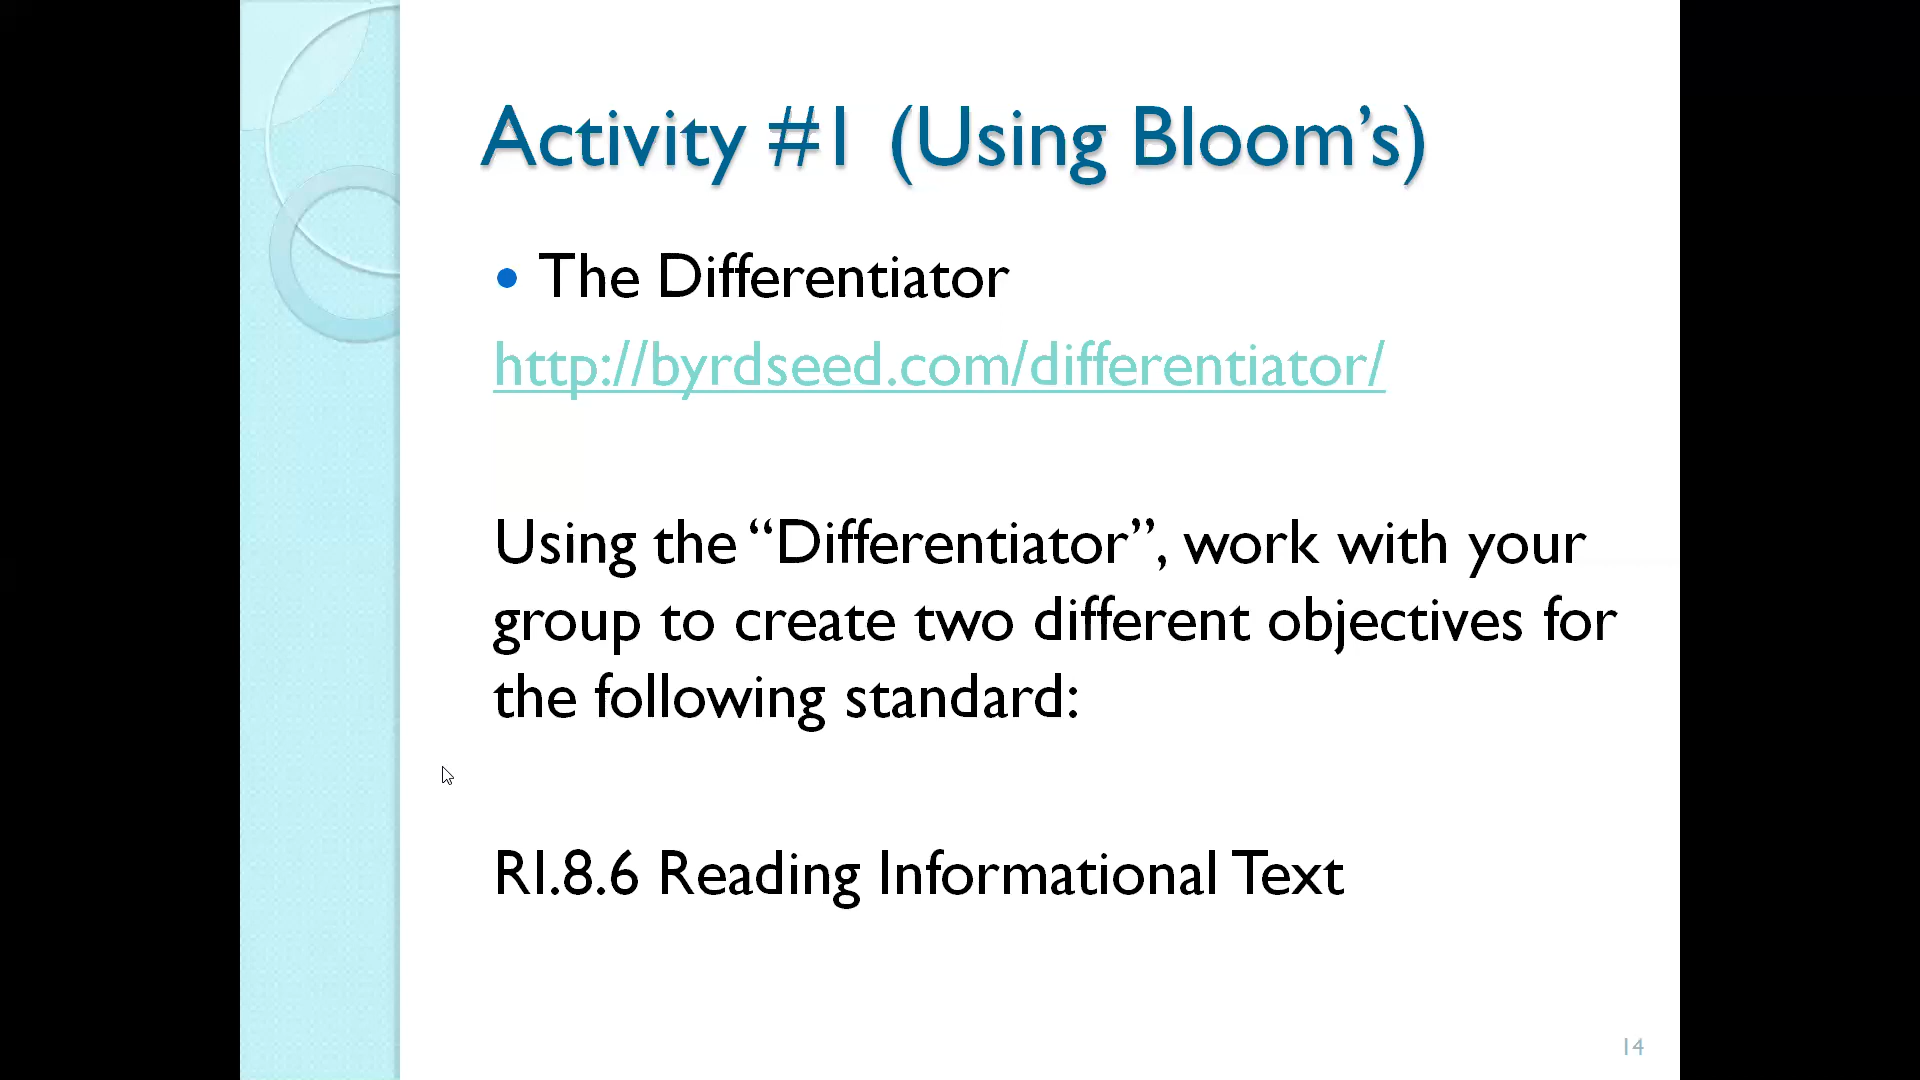 Activity #1 (Using Bloom’s)
• The Differentiator
http://byrdseed.com/differentiator/
Using the “Differentiator”, work with your
group to create two different objectives for
the following standard:
RI.8.6 Reading Informational Text
14